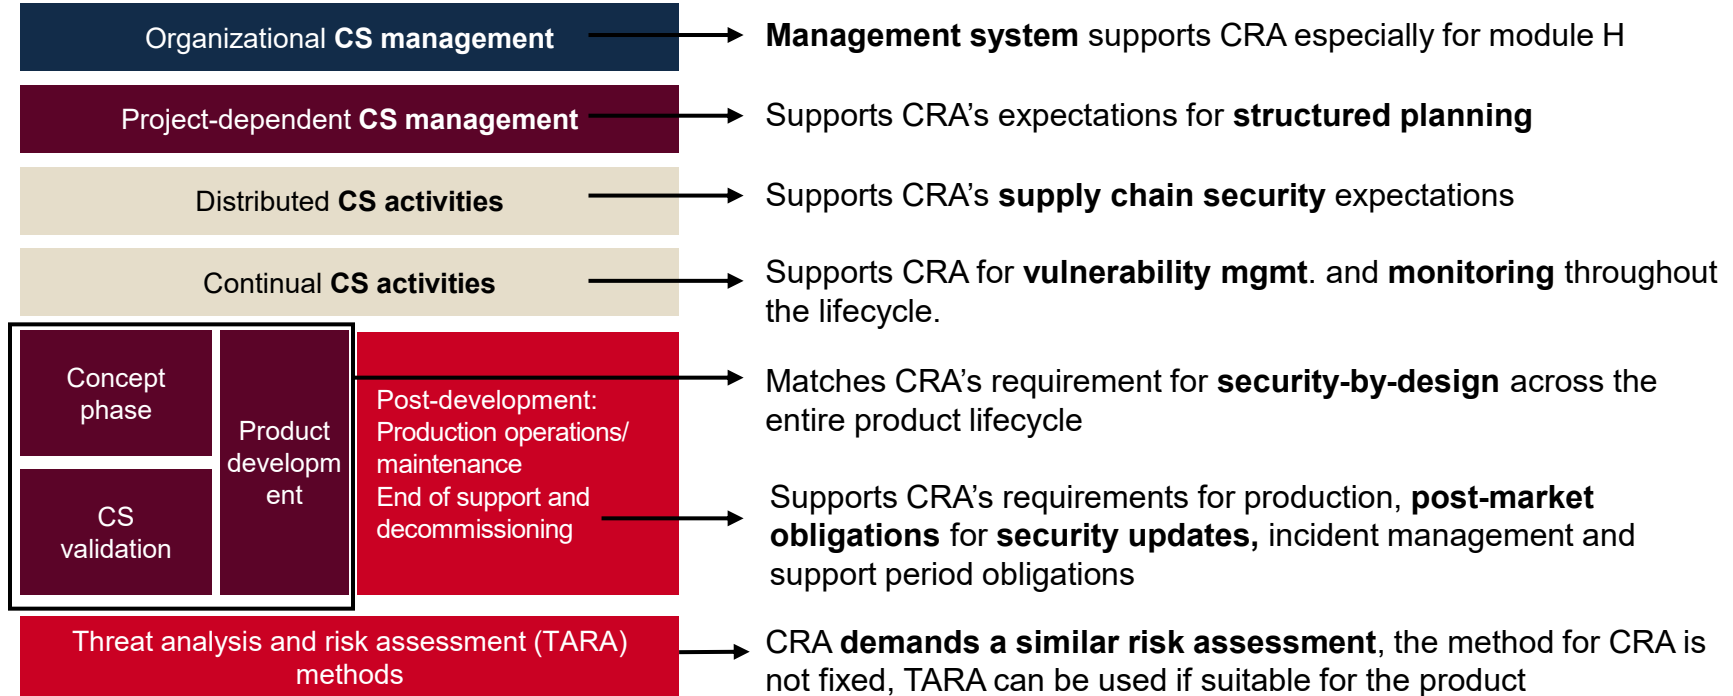 Organizational CS management
Management system supports CRA especially for module H
Project-dependent CS management
Supports CRA’s expectations for structured planning
Distributed CS activities
Supports CRA’s supply chain security expectations
Continual CS activities
Supports CRA for vulnerability mgmt. and monitoring throughout
the lifecycle.
Concept
phase
CS
validation
Product
developm
ent
Matches CRA’s requirement for security-by-design across the
entire product lifecycle
Post-development:
Production operations/
maintenance
End of support and
decommissioning
Supports CRA’s requirements for production, post-market
obligations for security updates, incident management and
support period obligations
Threat analysis and risk assessment (TARA)
methods
CRA demands a similar risk assessment, the method for CRA is
not fixed, TARA can be used if suitable for the product